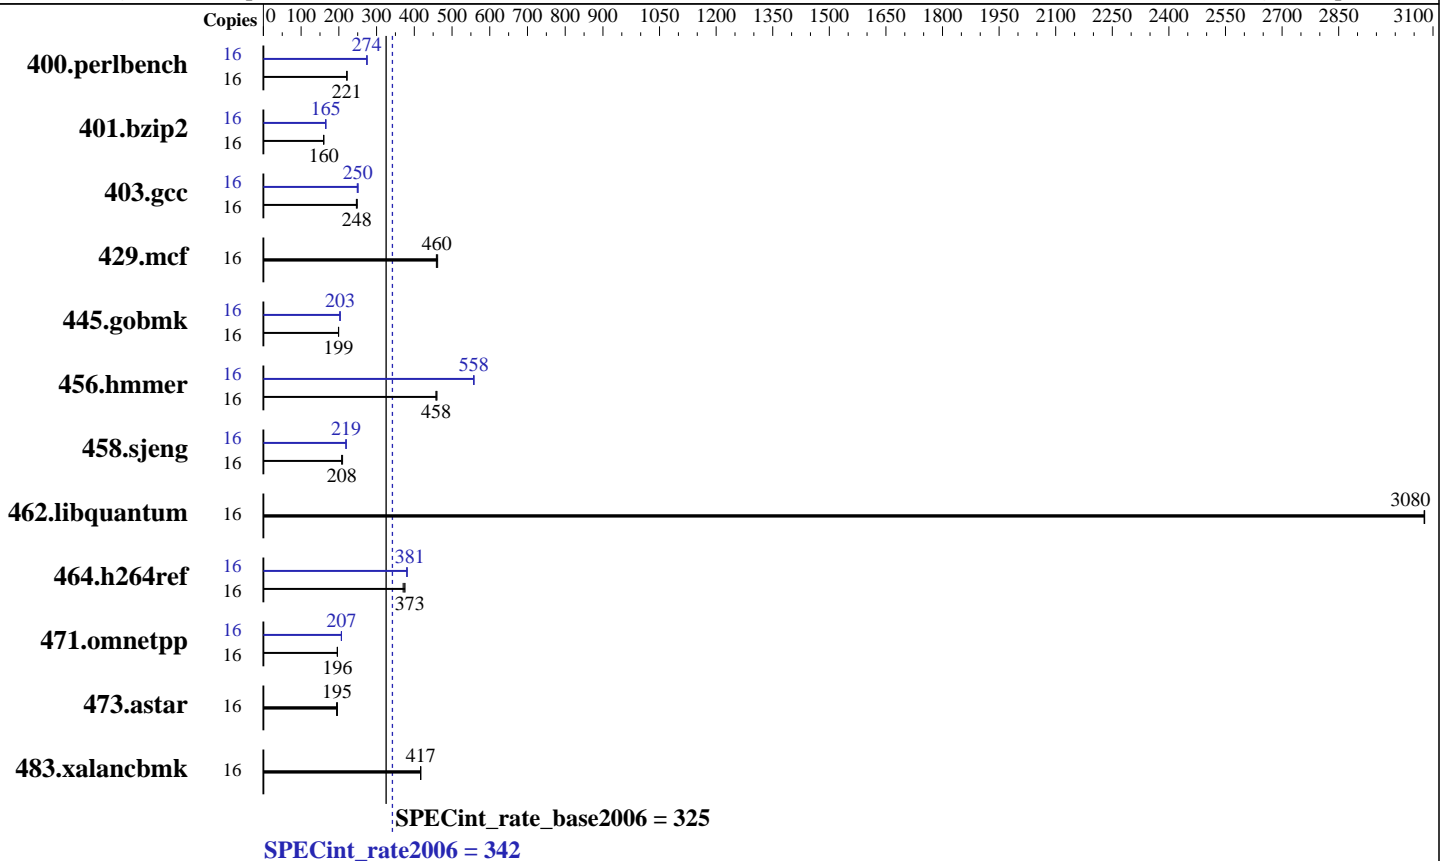 Copies 0 100 200 300 400 500 600 700 800 900 1050 1200 1350 1500 1650 1800 1950 2100 2250 2400 2550 2700 2850 3100
400.perlbench 16 274
16 221
401.bzip2 16 165
16 160
403.gcc 16 250
16 248
429.mcf 16 460
445.gobmk 16 203
16 199
456.hmmer 16 558
16 458
458.sjeng 16 219
16 208
462.libquantum 16 3080
464.h264ref 16 381
16 373
471.omnetpp 16 207
16 196
473.astar 16 195
483.xalancbmk 16 417
SPECint_rate_base2006 = 325
SPECint_rate2006 = 342